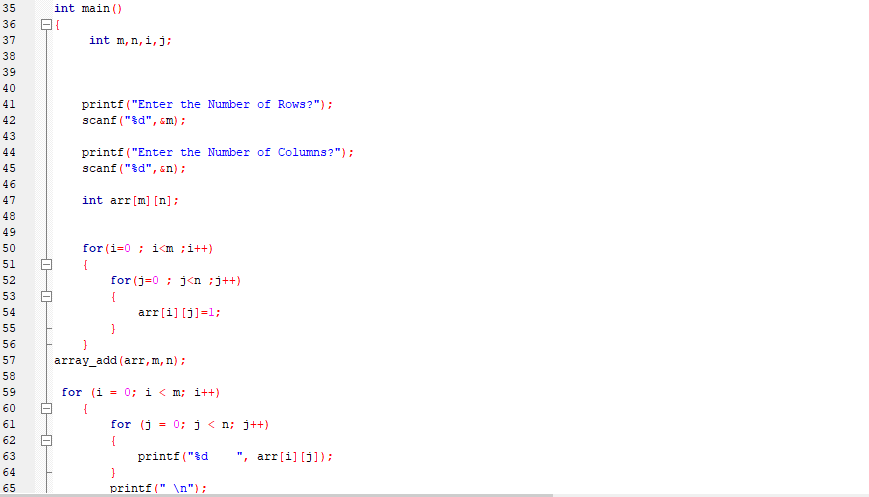 35 int main()
36 {
37 int m,n,i,j;
38
39
40
41 printf("Enter the Number of Rows?");
42 scanf("%d",&m);
43
44 printf("Enter the Number of Columns?");
45 scanf("%d",&n);
46
47 int arr[m][n];
48
49
50 for(i=0 ; i<m ;i++)
51 {
52 for(j=0 ; j<n ;j++)
53 {
54 arr[i][j]=1;
55 }
56 }
57 array_add(arr,m,n);
58
59 for (i = 0; i < m; i++)
60 {
61 for (j = 0; j < n; j++)
62 {
63 printf("%d    ", arr[i][j]);
64 }
65 printf(" \n");